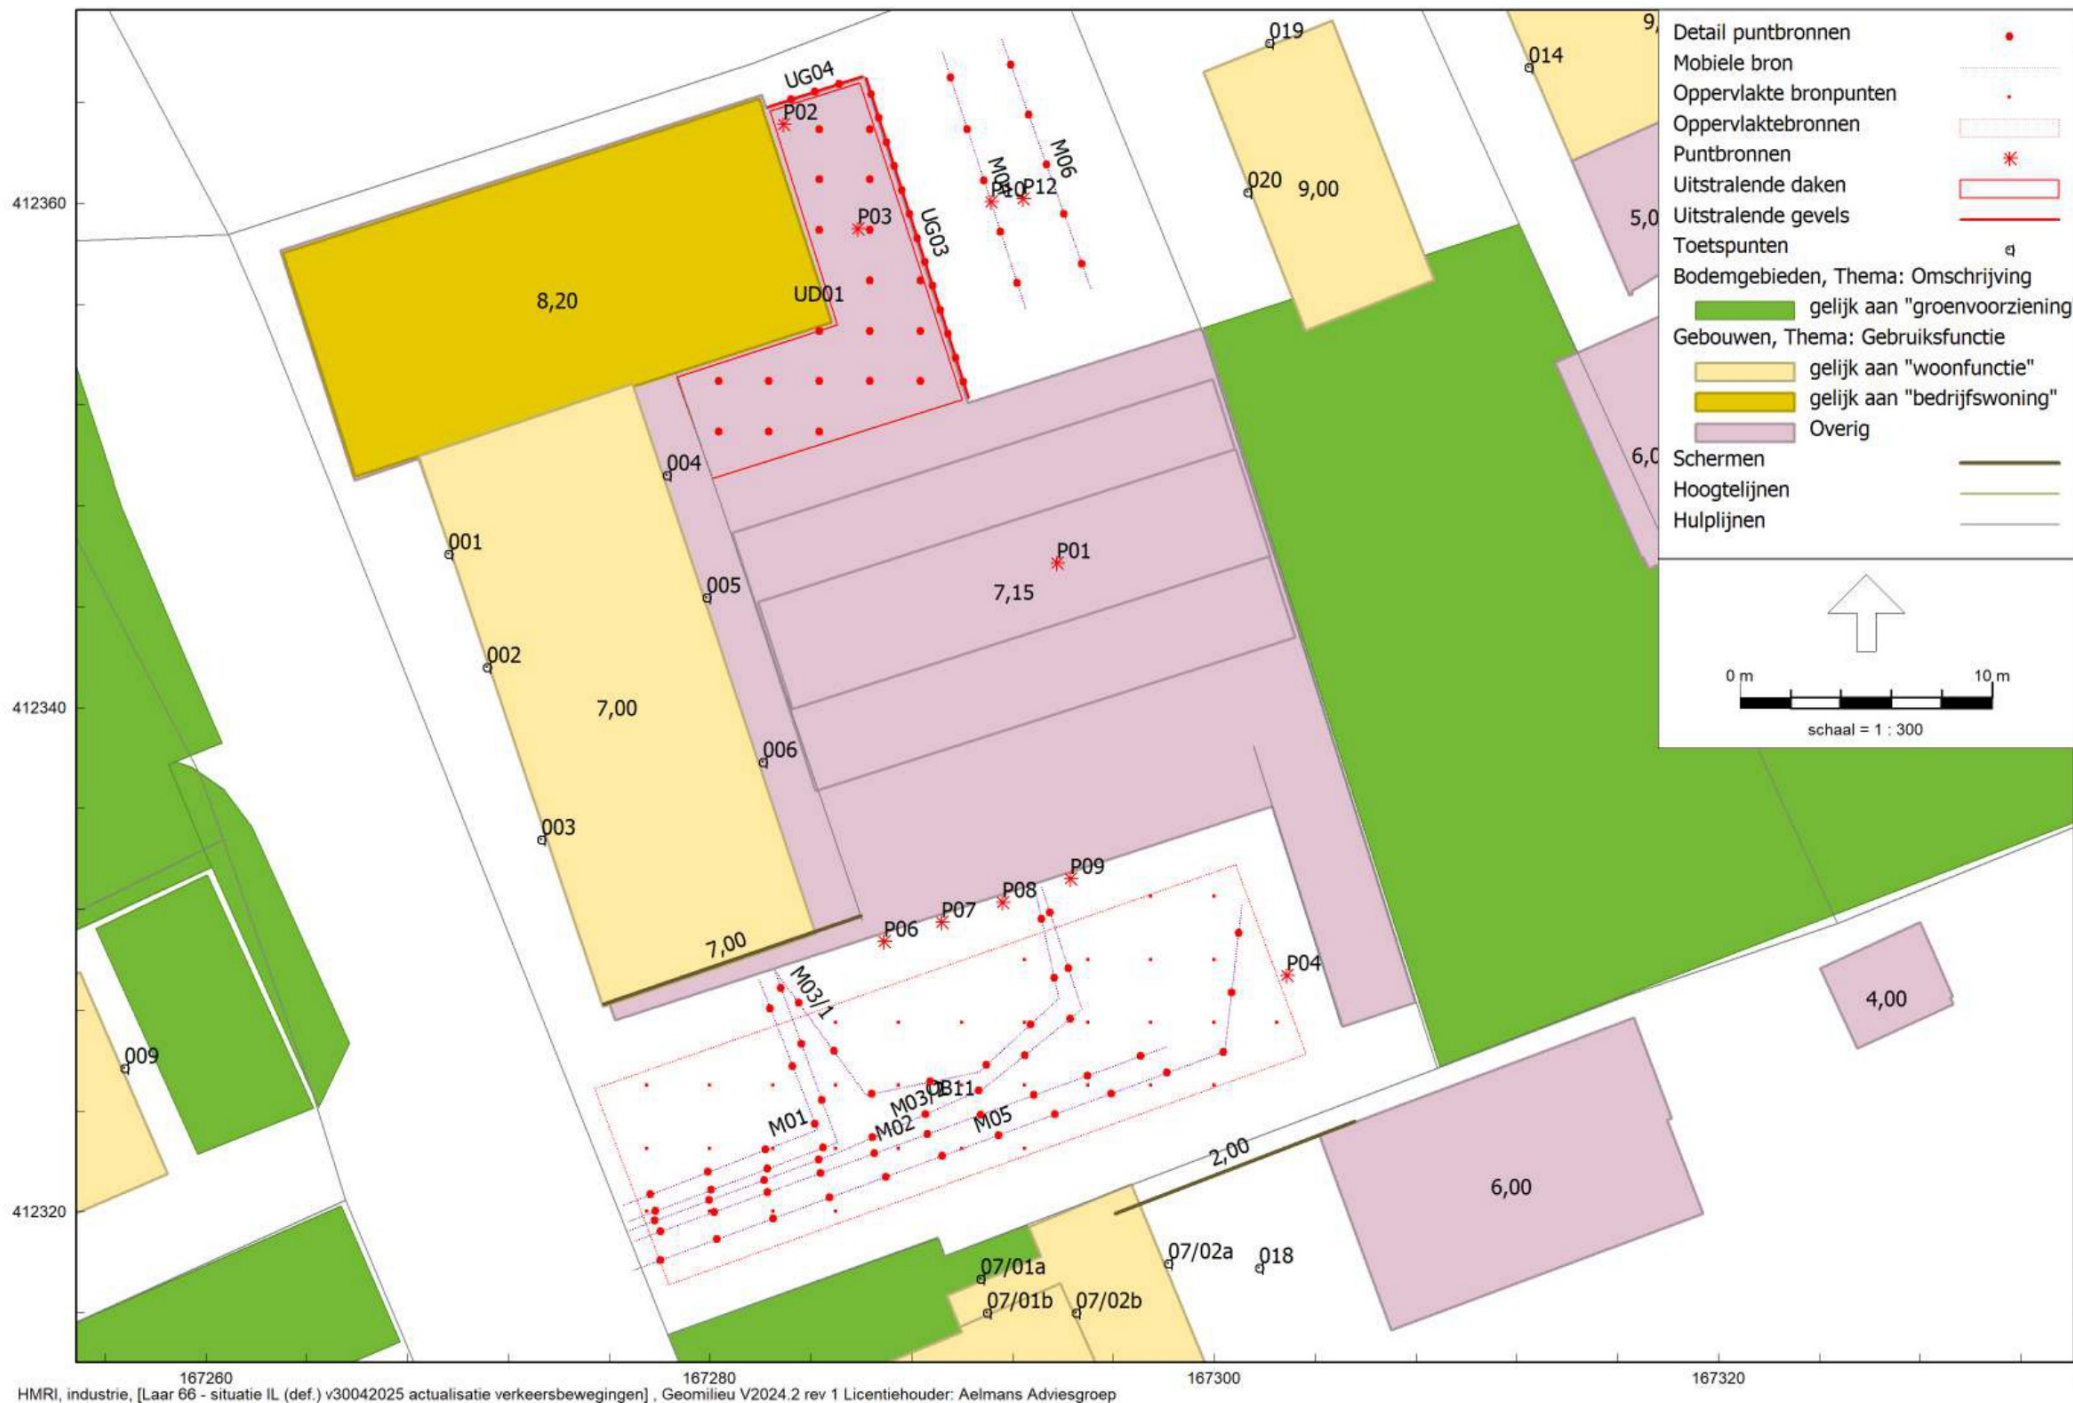 Detail puntbronnen
Mobiele bron
Oppervlakte bronpunten
Oppervlaktebronnen
Puntbronnen
Uitstralende daken
Uitstralende gevels
Toetspunten
Bodemgebieden, Thema: Omschrijving
gelijk aan "groenvoorziening
Gebouwen, Thema: Gebruiksfunctie
gelijk aan "woonfunctie"
gelijk aan "bedrijfswoning"
Overig
Schermen
Hoogtelijnen
Hulplijnen
0 m 10 m
schaal = 1 : 300
019
014
UG04
P02
M06
P10
P12
020
9,00
412360
P03
UG03
5,0
8,20
UD01
004
6,0
001
P01
005
7,15
002
7,00
412340
006
003
P09
P08
P07
P06
7,00
P04
M03/1
4,00
009
OB11
M01
M02
M05
2,00
6,00
412320
07/01a
07/02a
018
07/01b
07/02b
167260
167280
167300
167320
HMRI, industrie, [Laar 66 - situatie IL (def.) v30042025 actualisatie verkeersbewegingen] , Geomilieu V2024.2 rev 1 Licentiehouder: Aelmans Adviesgroep